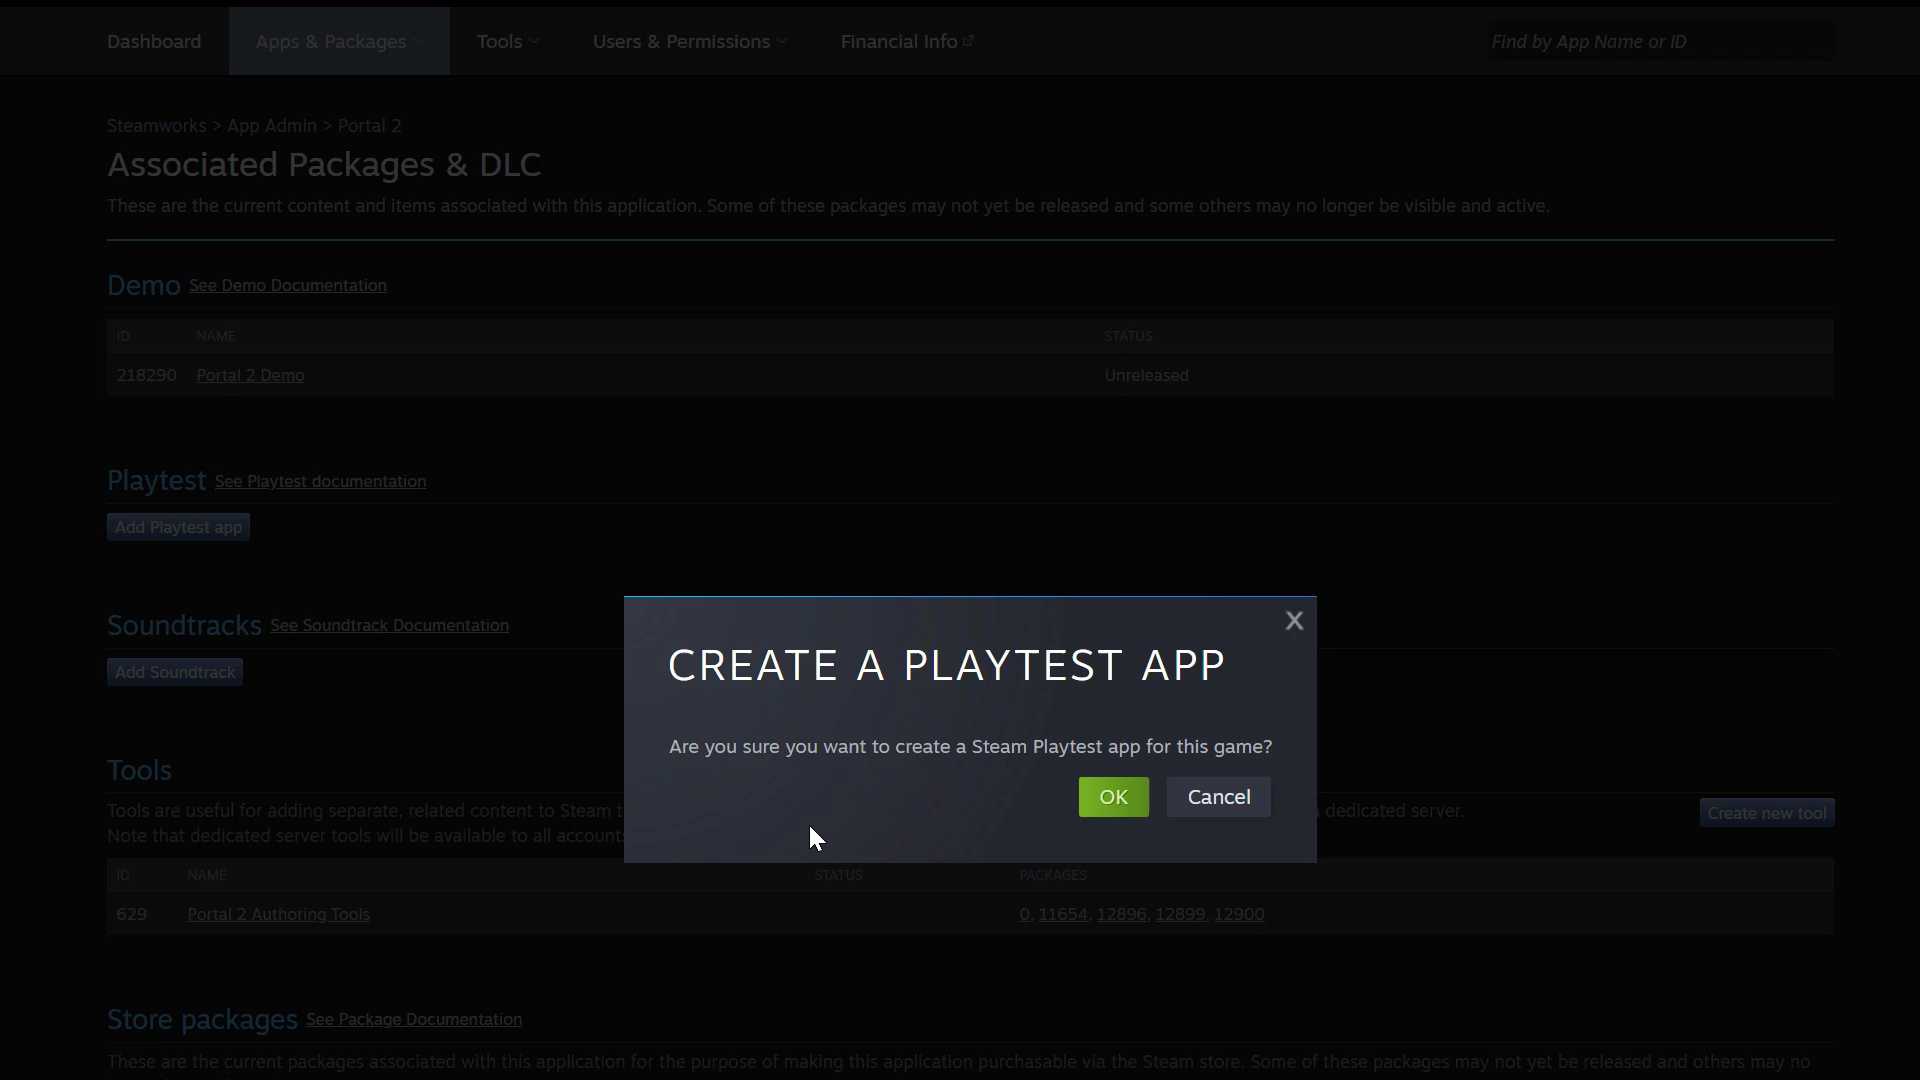 Dashboard Apps & Packages Tools Users & Permissions Financial Info Find by App Name or ID
Steamworks > App Admin > Portal 2
Associated Packages & DLC
These are the current content and items associated with this application. Some of these packages may not yet be released and some others may no longer be visible and active.
Demo See Demo Documentation
ID NAME STATUS
218290 Portal 2 Demo Unreleased
Playtest See Playtest documentation
Add Playtest app
Soundtracks See Soundtrack Documentation
Add Soundtrack
X
CREATE A PLAYTEST APP
Are you sure you want to create a Steam Playtest app for this game?
OK Cancel
Tools
Tools are useful for adding separate, related content to Steam t dedicated server.
Create new tool
Note that dedicated server tools will be available to all accounts
ID NAME STATUS PACKAGES
629 Portal 2 Authoring Tools 0, 11654, 12896, 12899, 12900
Store packages See Package Documentation
These are the current packages associated with this application for the purpose of making this application purchasable via the Steam store. Some of these packages may not yet be released and others may no